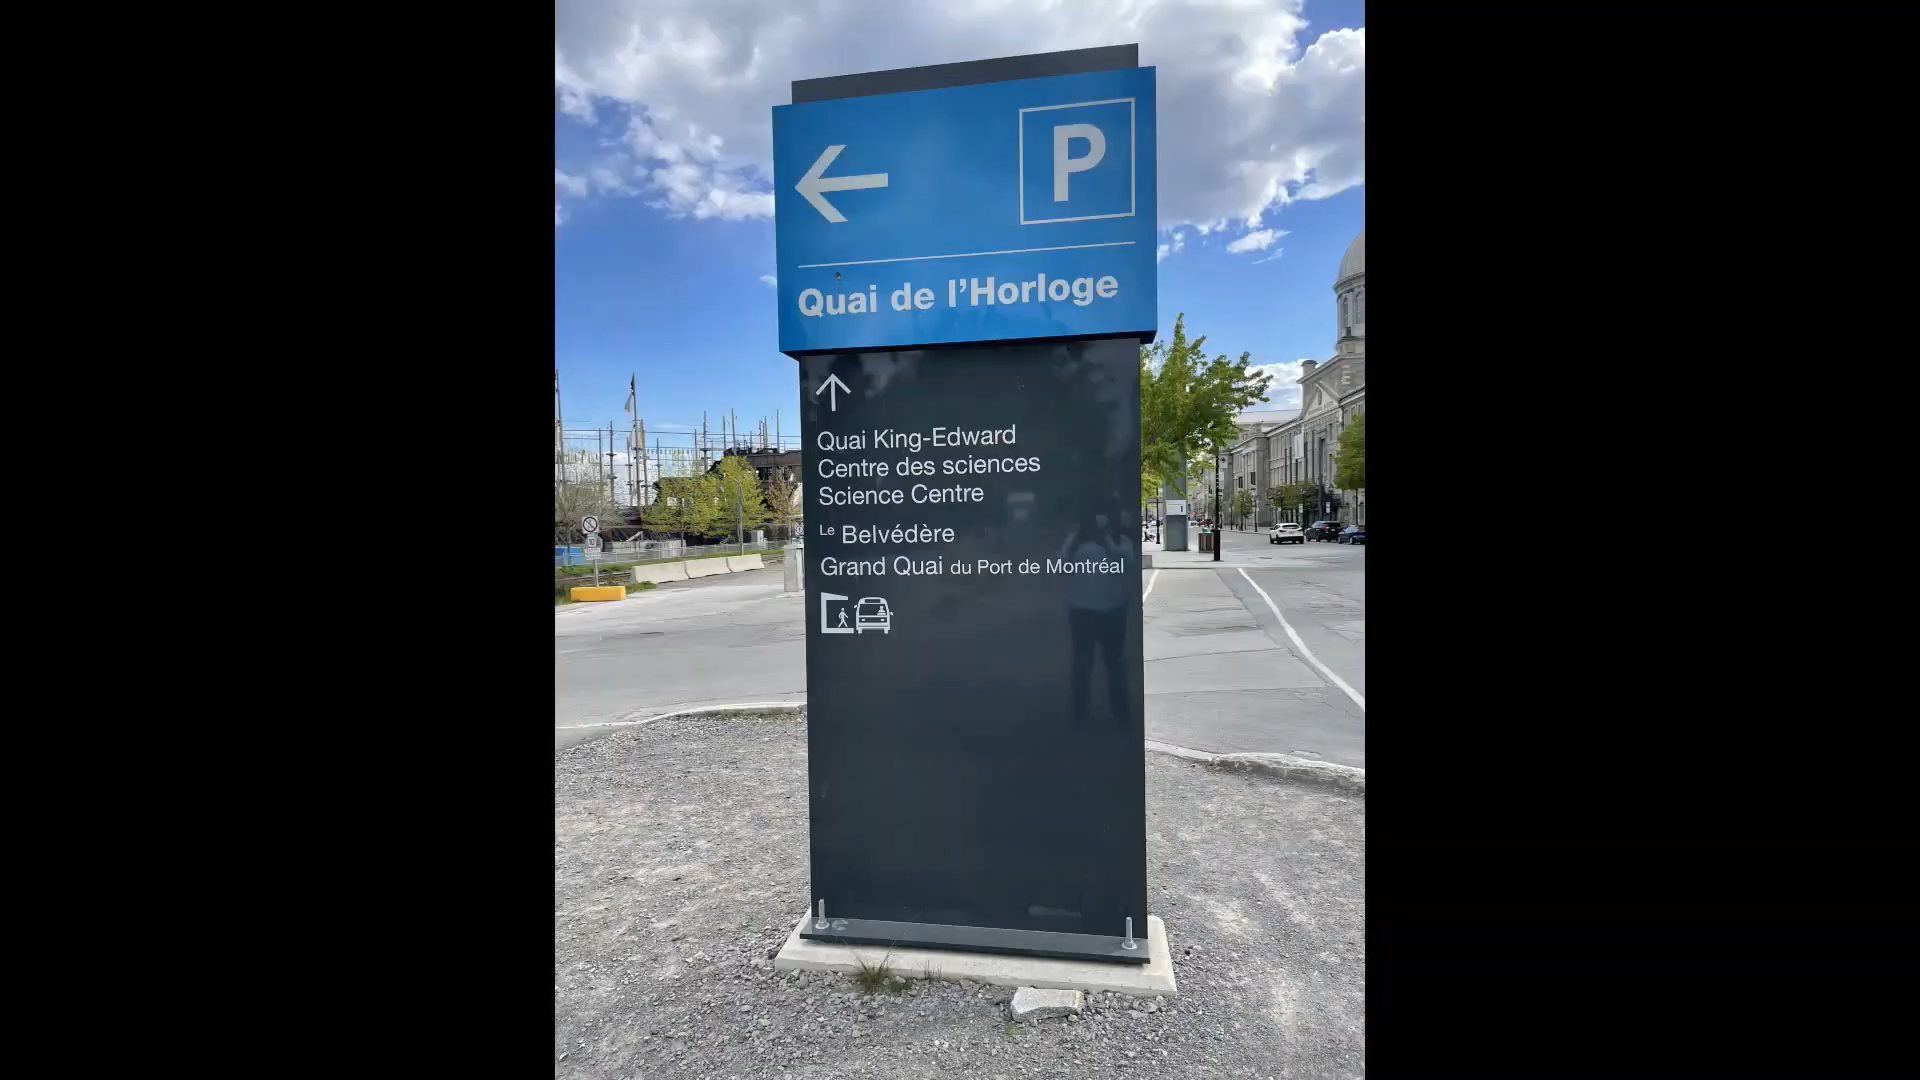 P
Quai de l'Horloge
Quai King-Edward
Centre des sciences
Science Centre
Le Belvédère
Grand Quai du Port de Montréal
1